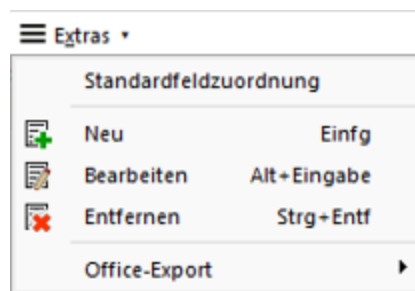 Extras
Standardfeldzuordnung
Neu Einfg
Bearbeiten Alt+Eingabe
Entfernen Strg+Entf
Office-Export